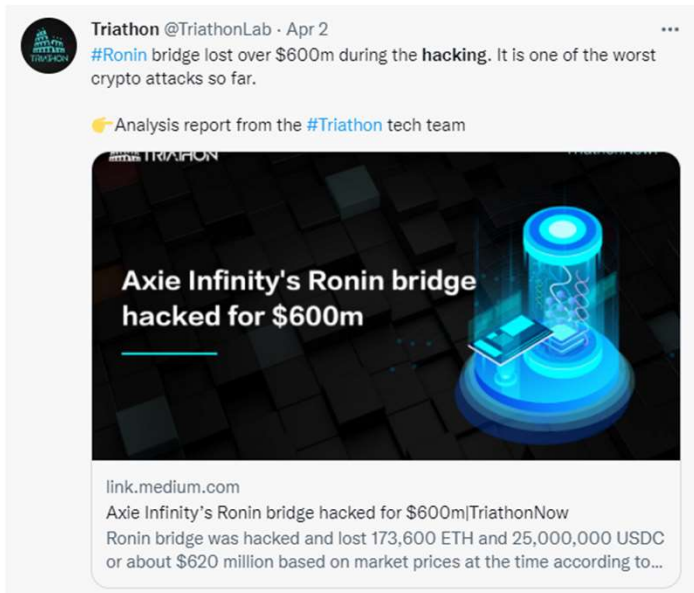 Triathon @TriathonLab · Apr 2
#Ronin bridge lost over $600m during the hacking. It is one of the worst
crypto attacks so far.
👉Analysis report from the #Triathon tech team
TRIATHON
Axie Infinity's Ronin bridge
hacked for $600m
link.medium.com
Axie Infinity's Ronin bridge hacked for $600m|TriathonNow
Ronin bridge was hacked and lost 173,600 ETH and 25,000,000 USDC
or about $620 million based on market prices at the time according to...